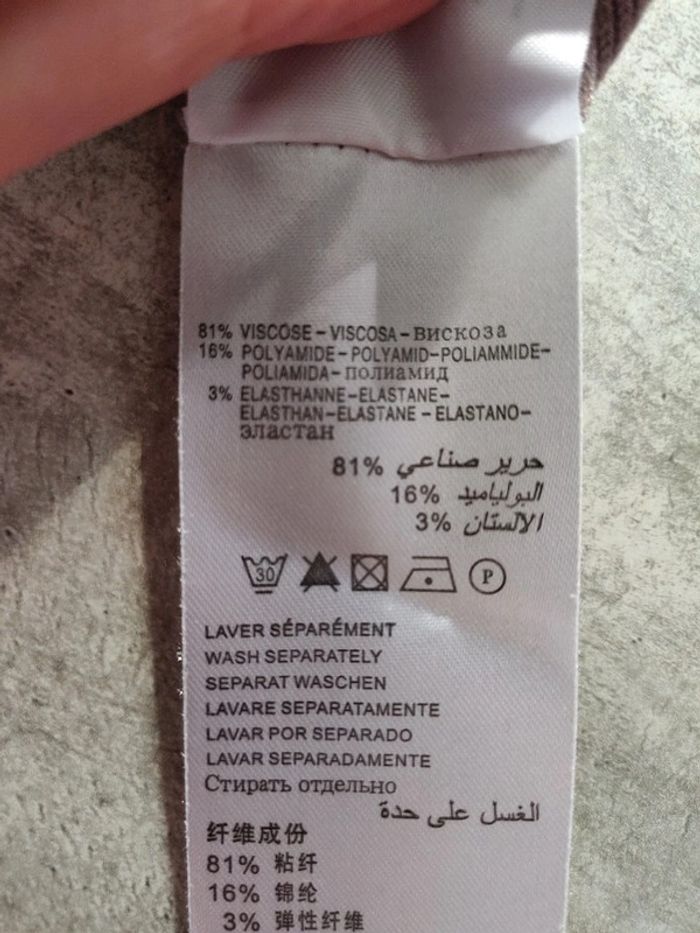 81% VISCOSE-VISCOSA-вискоза
16% POLYAMIDE-POLYAMID-POLIAMMIDE-
POLIAMIDA-полиамид
3% ELASTHANNE-ELASTANE-
ELASTHAN-ELASTANE-ELASTANO-
эластан
حرير صناعي 81%
البولياميد 16%
الالستان 3%
30 P
LAVER SÉPARÉMENT
WASH SEPARATELY
SEPARAT WASCHEN
LAVARE SEPARATAMENTE
LAVAR POR SEPARADO
LAVAR SEPARADAMENTE
Стирать отдельно
الغسل على حدة
纤维成份
81% 粘纤
16% 锦纶
3% 弹性纤维